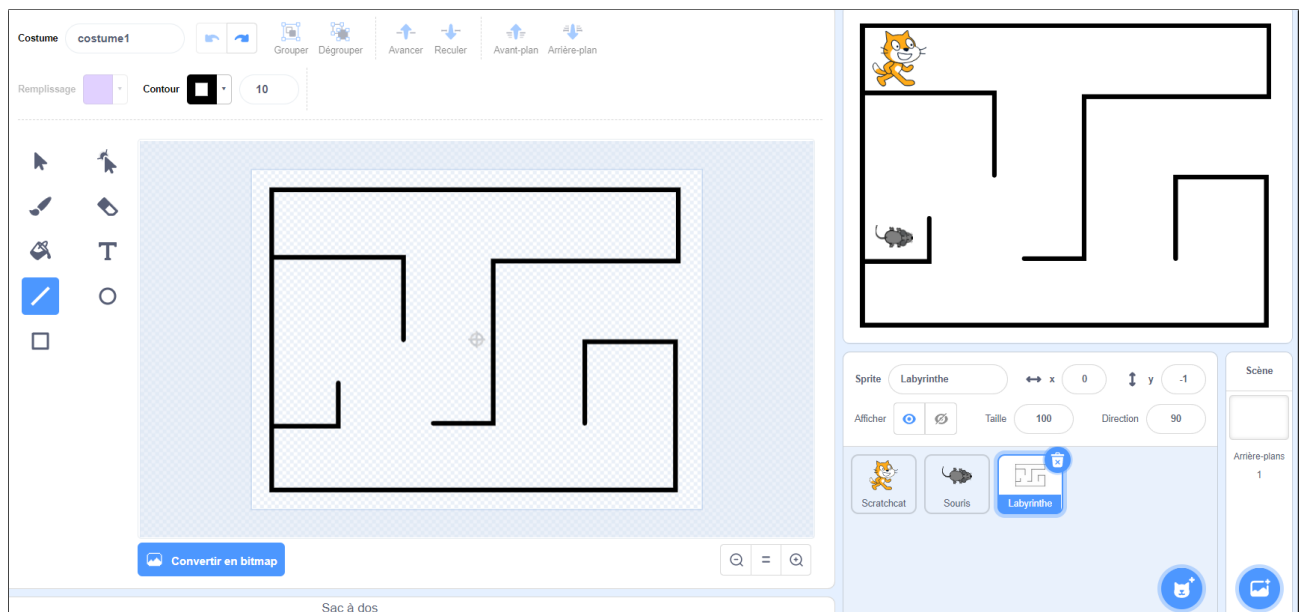 Costume costume1
Grouper Dégrouper Avancer Reculer Avant-plan Arrière-plan
Remplissage Contour 10
T
Convertir en bitmap
Sac à dos
Sprite Labyrinthe x 0 y -1
Afficher Taille 100 Direction 90
Scratchcat Souris Labyrinthe
Scène
Arrière-plans
1